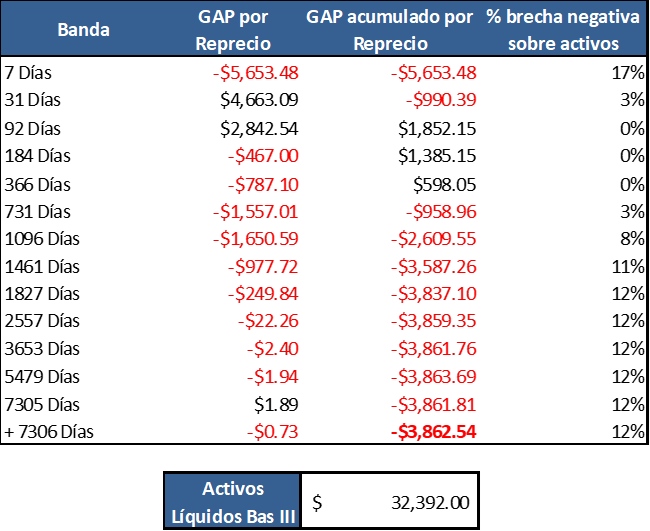 Banda GAP por Reprecio GAP acumulado por Reprecio % brecha negativa sobre activos
7 Días -$5,653.48 -$5,653.48 17%
31 Días $4,663.09 -$990.39 3%
92 Días $2,842.54 $1,852.15 0%
184 Días -$467.00 $1,385.15 0%
366 Días -$787.10 $598.05 0%
731 Días -$1,557.01 -$958.96 3%
1096 Días -$1,650.59 -$2,609.55 8%
1461 Días -$977.72 -$3,587.26 11%
1827 Días -$249.84 -$3,837.10 12%
2557 Días -$22.26 -$3,859.35 12%
3653 Días -$2.40 -$3,861.76 12%
5479 Días -$1.94 -$3,863.69 12%
7305 Días $1.89 -$3,861.81 12%
+ 7306 Días -$0.73 -$3,862.54 12%
Activos Líquidos Bas III $ 32,392.00